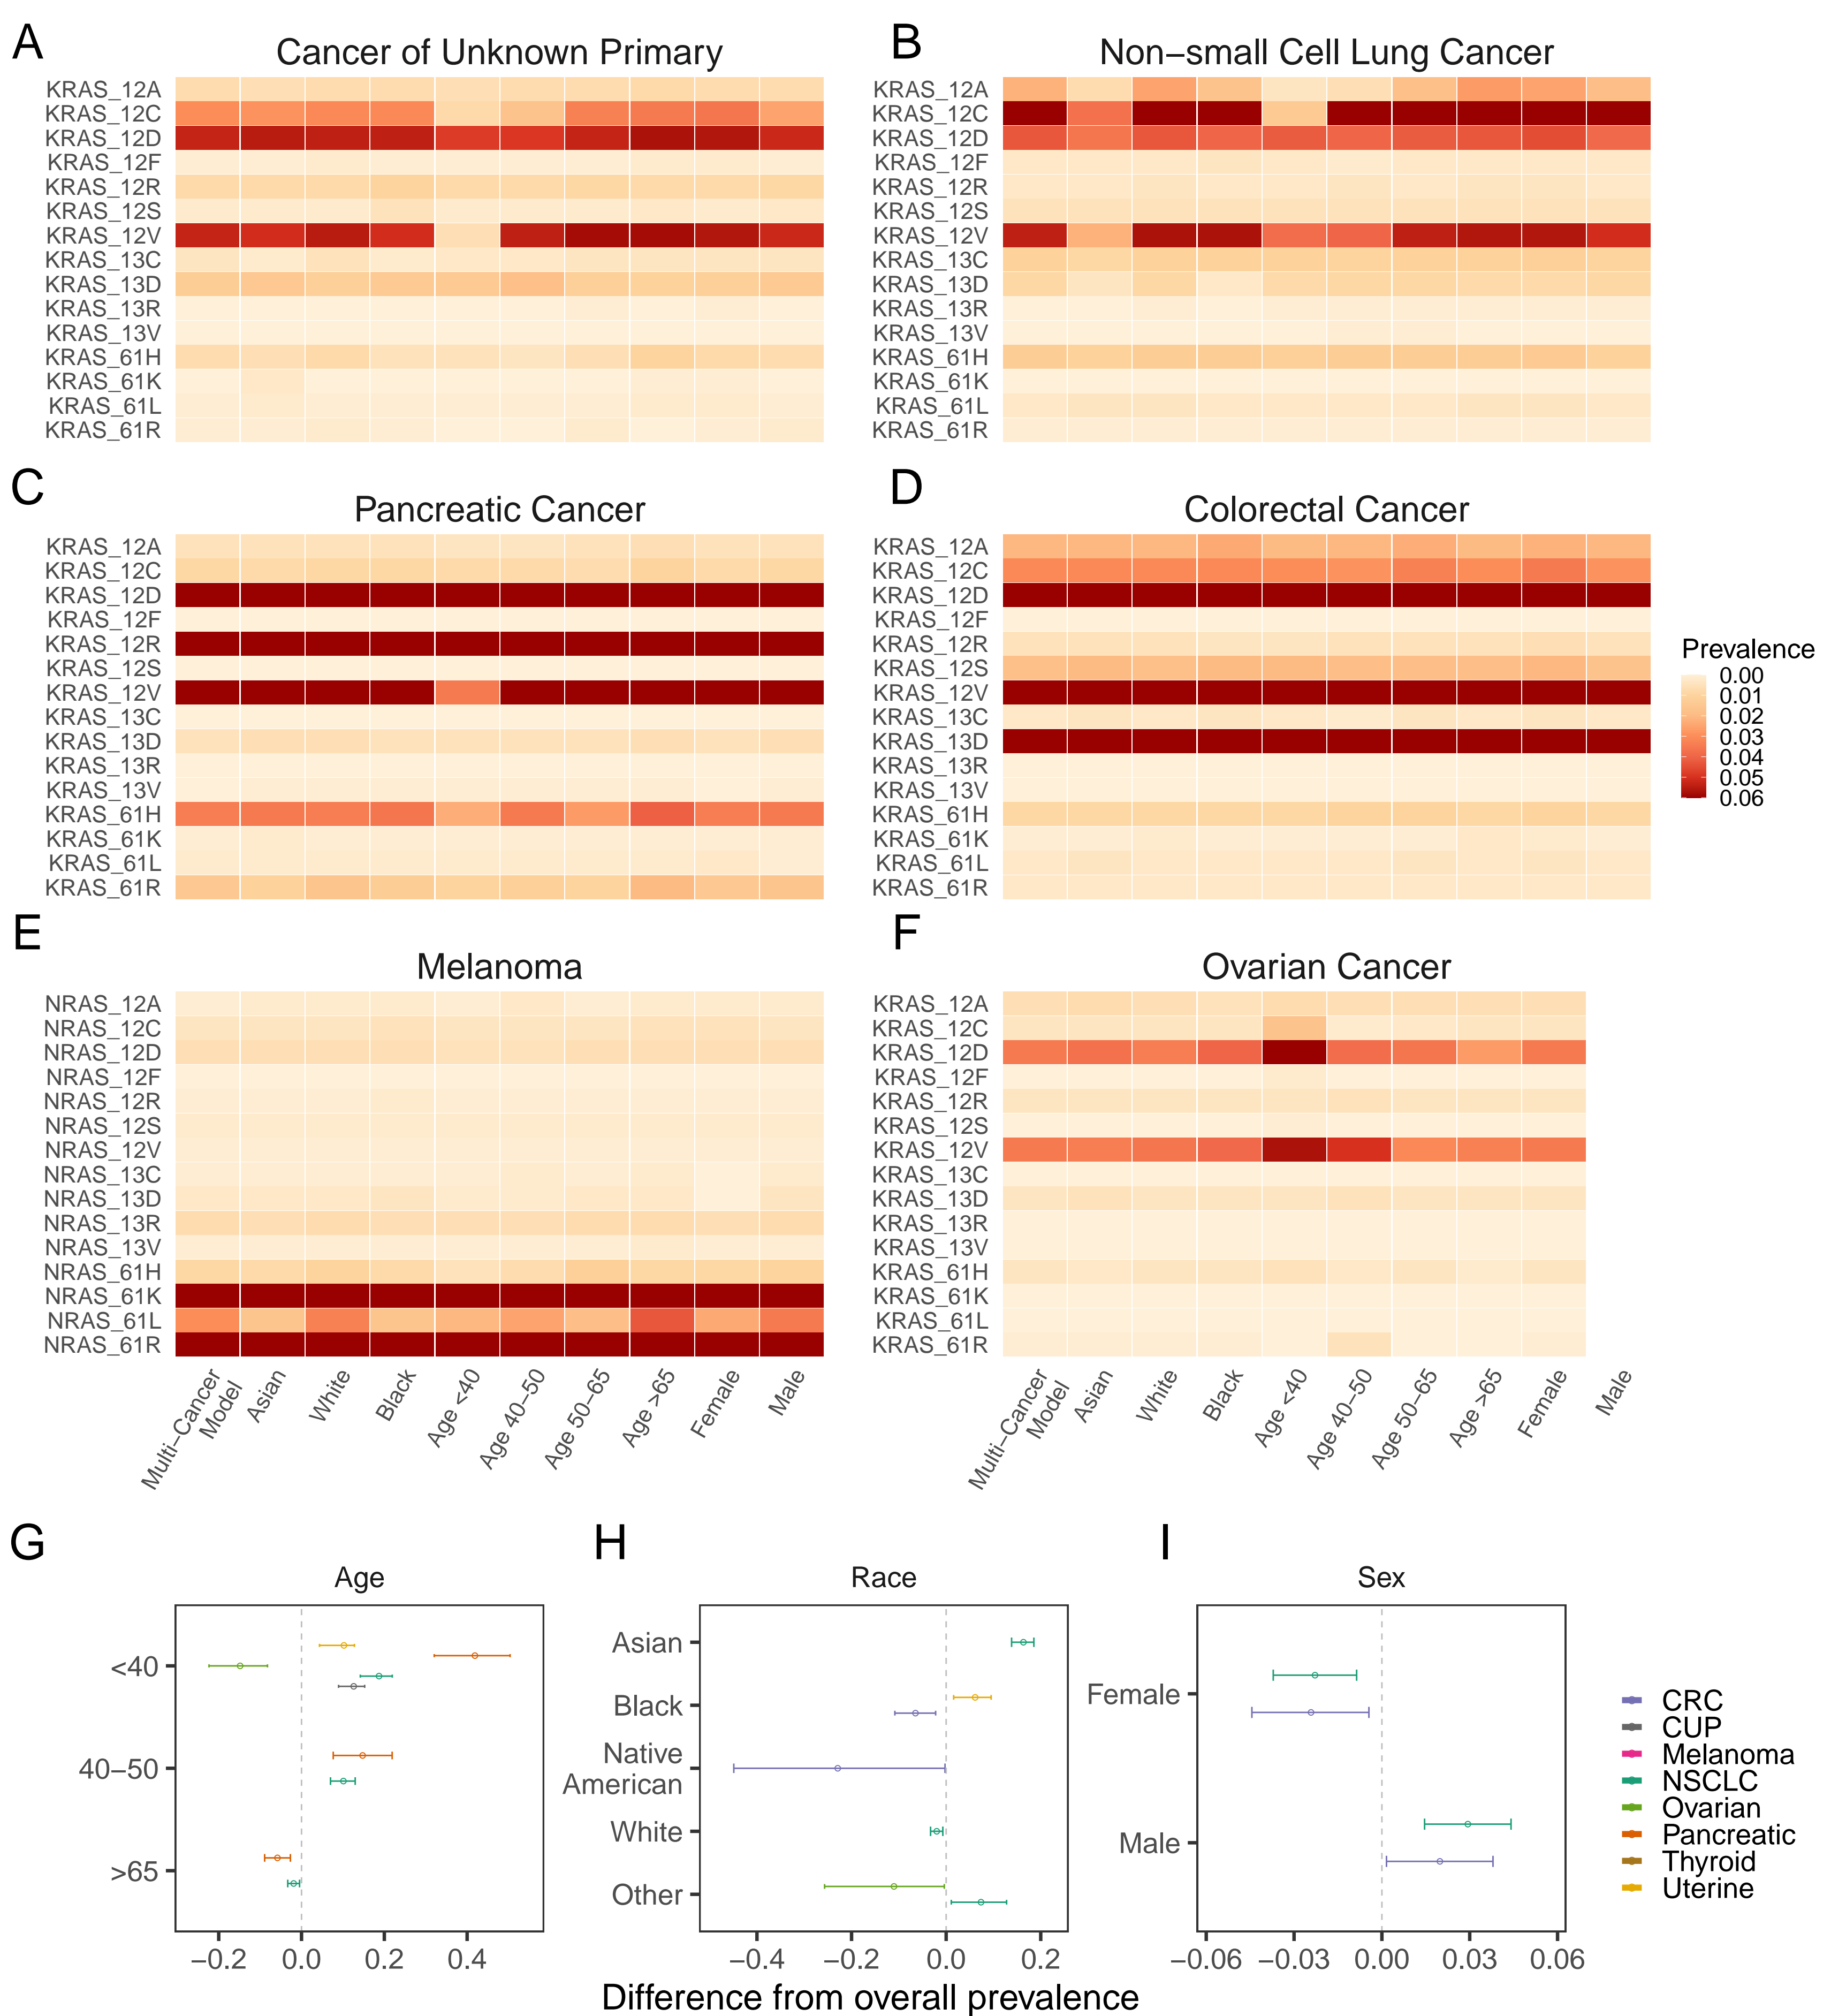 A
Cancer of Unknown Primary
KRAS_12A
KRAS_12C
KRAS_12D
KRAS_12F
KRAS_12R
KRAS_12S
KRAS_12V
KRAS_13C
KRAS_13D
KRAS_13R
KRAS_13V
KRAS_61H
KRAS_61K
KRAS_61L
KRAS_61R
B
Non−small Cell Lung Cancer
KRAS_12A
KRAS_12C
KRAS_12D
KRAS_12F
KRAS_12R
KRAS_12S
KRAS_12V
KRAS_13C
KRAS_13D
KRAS_13R
KRAS_13V
KRAS_61H
KRAS_61K
KRAS_61L
KRAS_61R
C
Pancreatic Cancer
KRAS_12A
KRAS_12C
KRAS_12D
KRAS_12F
KRAS_12R
KRAS_12S
KRAS_12V
KRAS_13C
KRAS_13D
KRAS_13R
KRAS_13V
KRAS_61H
KRAS_61K
KRAS_61L
KRAS_61R
D
Colorectal Cancer
KRAS_12A
KRAS_12C
KRAS_12D
KRAS_12F
KRAS_12R
KRAS_12S
KRAS_12V
KRAS_13C
KRAS_13D
KRAS_13R
KRAS_13V
KRAS_61H
KRAS_61K
KRAS_61L
KRAS_61R
Prevalence
0.00
0.01
0.02
0.03
0.04
0.05
0.06
E
Melanoma
NRAS_12A
NRAS_12C
NRAS_12D
NRAS_12F
NRAS_12R
NRAS_12S
NRAS_12V
NRAS_13C
NRAS_13D
NRAS_13R
NRAS_13V
NRAS_61H
NRAS_61K
NRAS_61L
NRAS_61R
Multi−Cancer
Model
Asian
White
Black
Age <40
Age 40−50
Age 50−65
Age >65
Female
Male
F
Ovarian Cancer
KRAS_12A
KRAS_12C
KRAS_12D
KRAS_12F
KRAS_12R
KRAS_12S
KRAS_12V
KRAS_13C
KRAS_13D
KRAS_13R
KRAS_13V
KRAS_61H
KRAS_61K
KRAS_61L
KRAS_61R
Multi−Cancer
Model
Asian
White
Black
Age <40
Age 40−50
Age 50−65
Age >65
Female
Male
G
Age
<40
40−50
>65
−0.2 0.0 0.2 0.4
H
Race
Asian
Black
Native
American
White
Other
−0.4 −0.2 0.0 0.2
I
Sex
Female
Male
−0.06 −0.03 0.00 0.03 0.06
Difference from overall prevalence
CRC
CUP
Melanoma
NSCLC
Ovarian
Pancreatic
Thyroid
Uterine